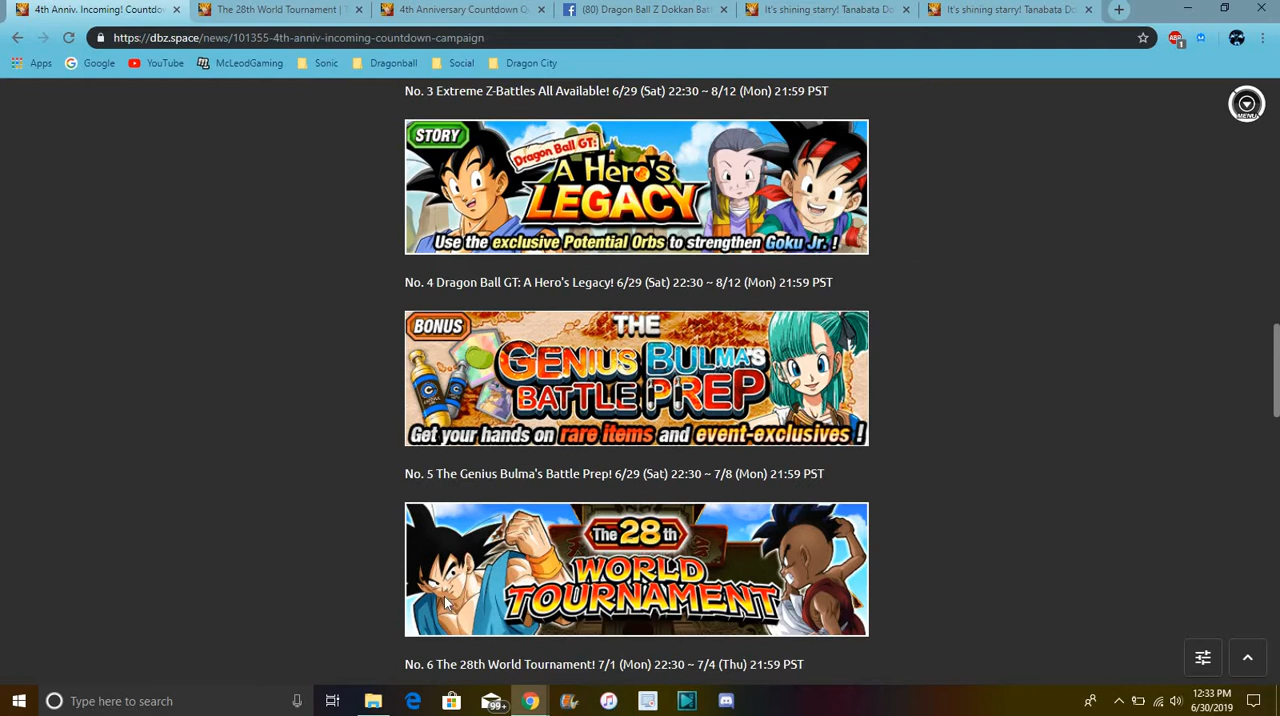 4th Anniv. Incoming! Countdo
The 28th World Tournament | T
4th Anniversary Countdown Q
(80) Dragon Ball Z Dokkan Bat
It's shining starry! Tanabata Do
It's shining starry! Tanabata Do
https://dbz.space/news/101355-4th-anniv-incoming-countdown-campaign
ABP
1
Apps
Google
YouTube
McLeodGaming
Sonic
Dragonball
Social
Dragon City
No. 3 Extreme Z-Battles All Available! 6/29 (Sat) 22:30 ~ 8/12 (Mon) 21:59 PST
MENU
STORY
Dragon Ball GT:
A Hero's
LEGACY
Use the exclusive Potential Orbs to strengthen Goku Jr. !
No. 4 Dragon Ball GT: A Hero's Legacy! 6/29 (Sat) 22:30 ~ 8/12 (Mon) 21:59 PST
BONUS
THE
GENIUS BULMA'S
BATTLE PREP
Get your hands on rare items and event-exclusives !
No. 5 The Genius Bulma's Battle Prep! 6/29 (Sat) 22:30 ~ 7/8 (Mon) 21:59 PST
The 28th
WORLD
TOURNAMENT
No. 6 The 28th World Tournament! 7/1 (Mon) 22:30 ~ 7/4 (Thu) 21:59 PST
Type here to search
99+
12:33 PM
6/30/2019